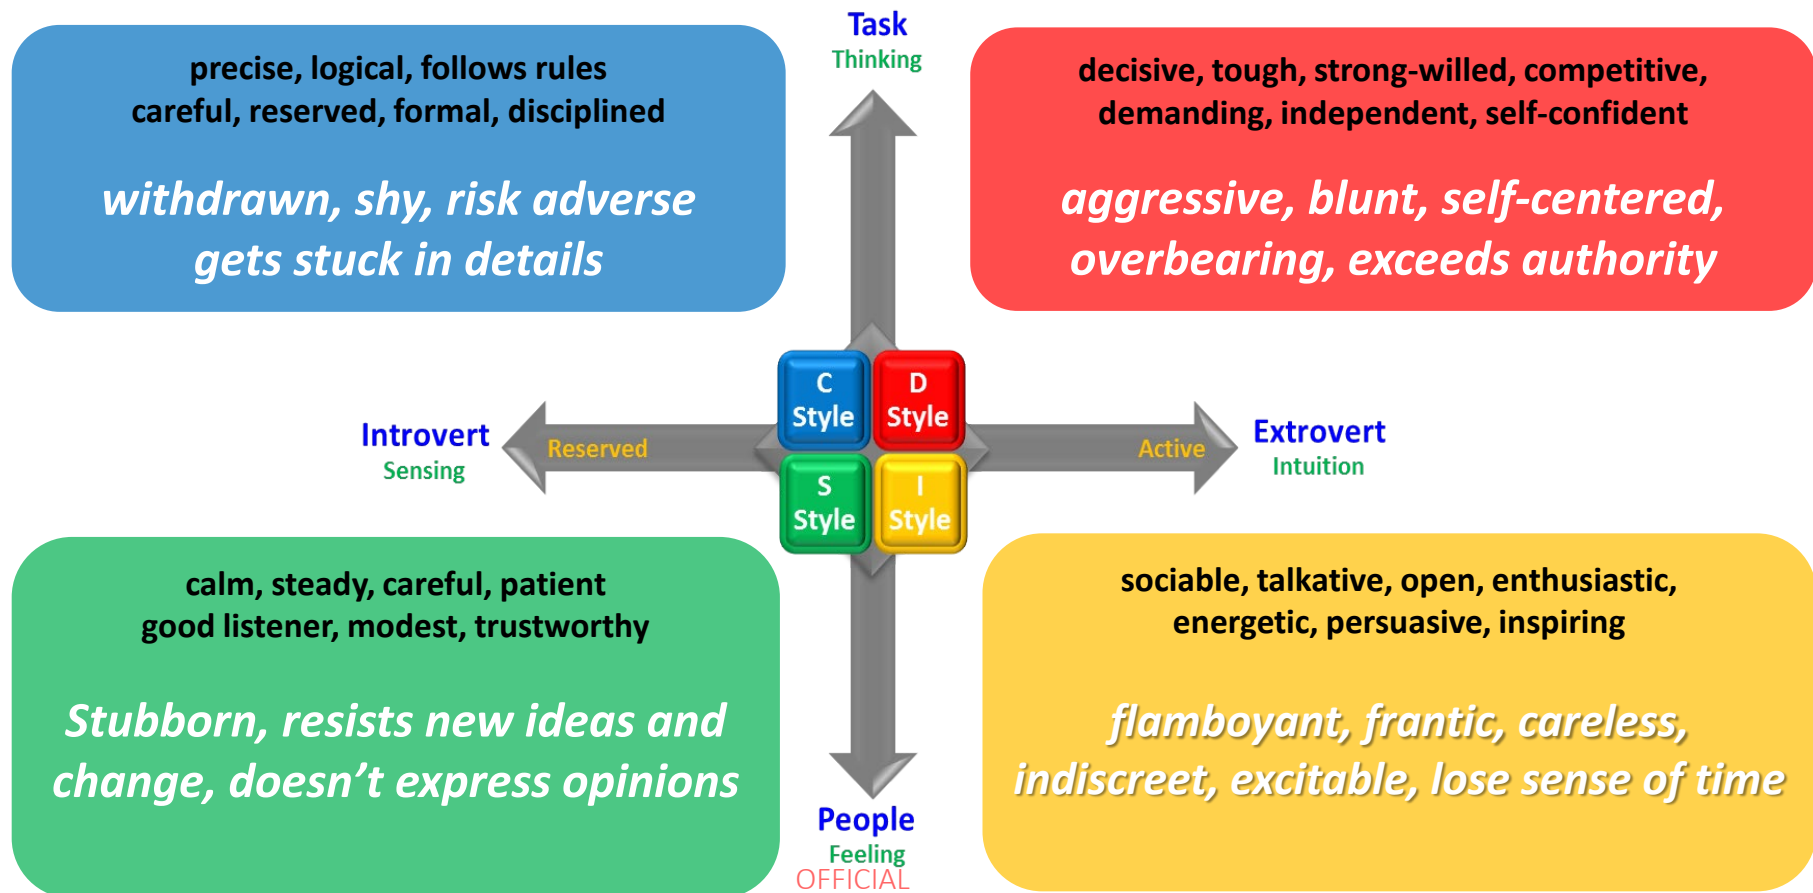 Task
Thinking
precise, logical, follows rules
careful, reserved, formal, disciplined
withdrawn, shy, risk adverse
gets stuck in details
decisive, tough, strong-willed, competitive,
demanding, independent, self-confident
aggressive, blunt, self-centered,
overbearing, exceeds authority
C
Style
D
Style
Introvert
Sensing
Reserved
Active
Extrovert
Intuition
S
Style
I
Style
calm, steady, careful, patient
good listener, modest, trustworthy
Stubborn, resists new ideas and
change, doesn’t express opinions
sociable, talkative, open, enthusiastic,
energetic, persuasive, inspiring
flamboyant, frantic, careless,
indiscreet, excitable, lose sense of time
People
Feeling
OFFICIAL